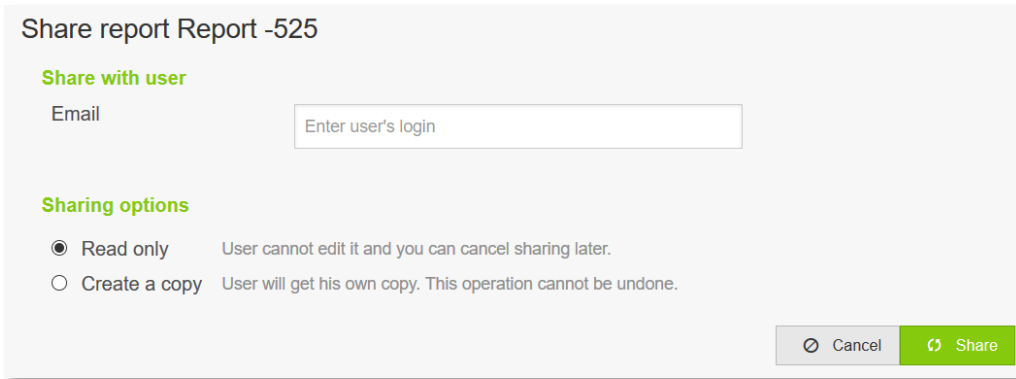 Share report Report -525
Share with user
Email
Enter user's login
Sharing options
Read only User cannot edit it and you can cancel sharing later.
Create a copy User will get his own copy. This operation cannot be undone.
Cancel Share